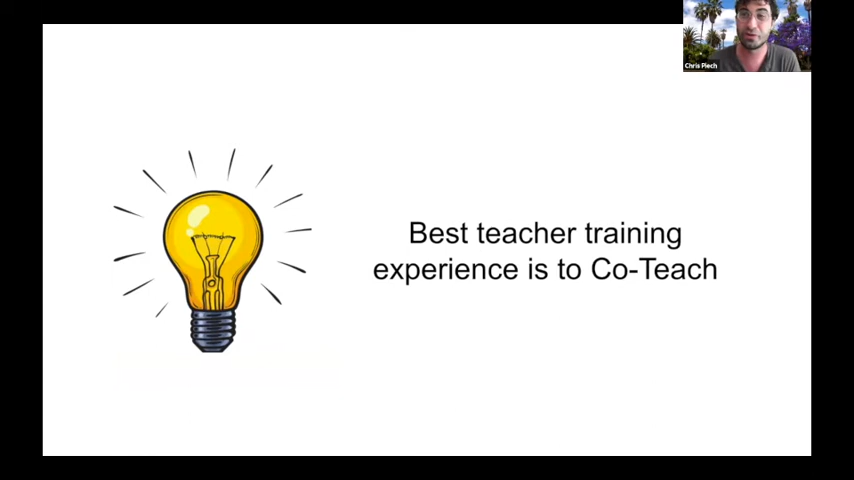 Chris Piech
Best teacher training
experience is to Co-Teach